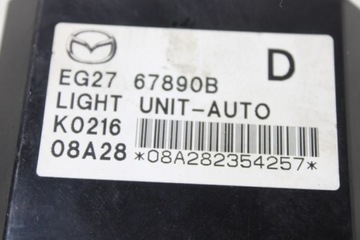 D
EG27 67890B
LIGHT UNIT-AUTO
K0216
08A28 *08A282354257*